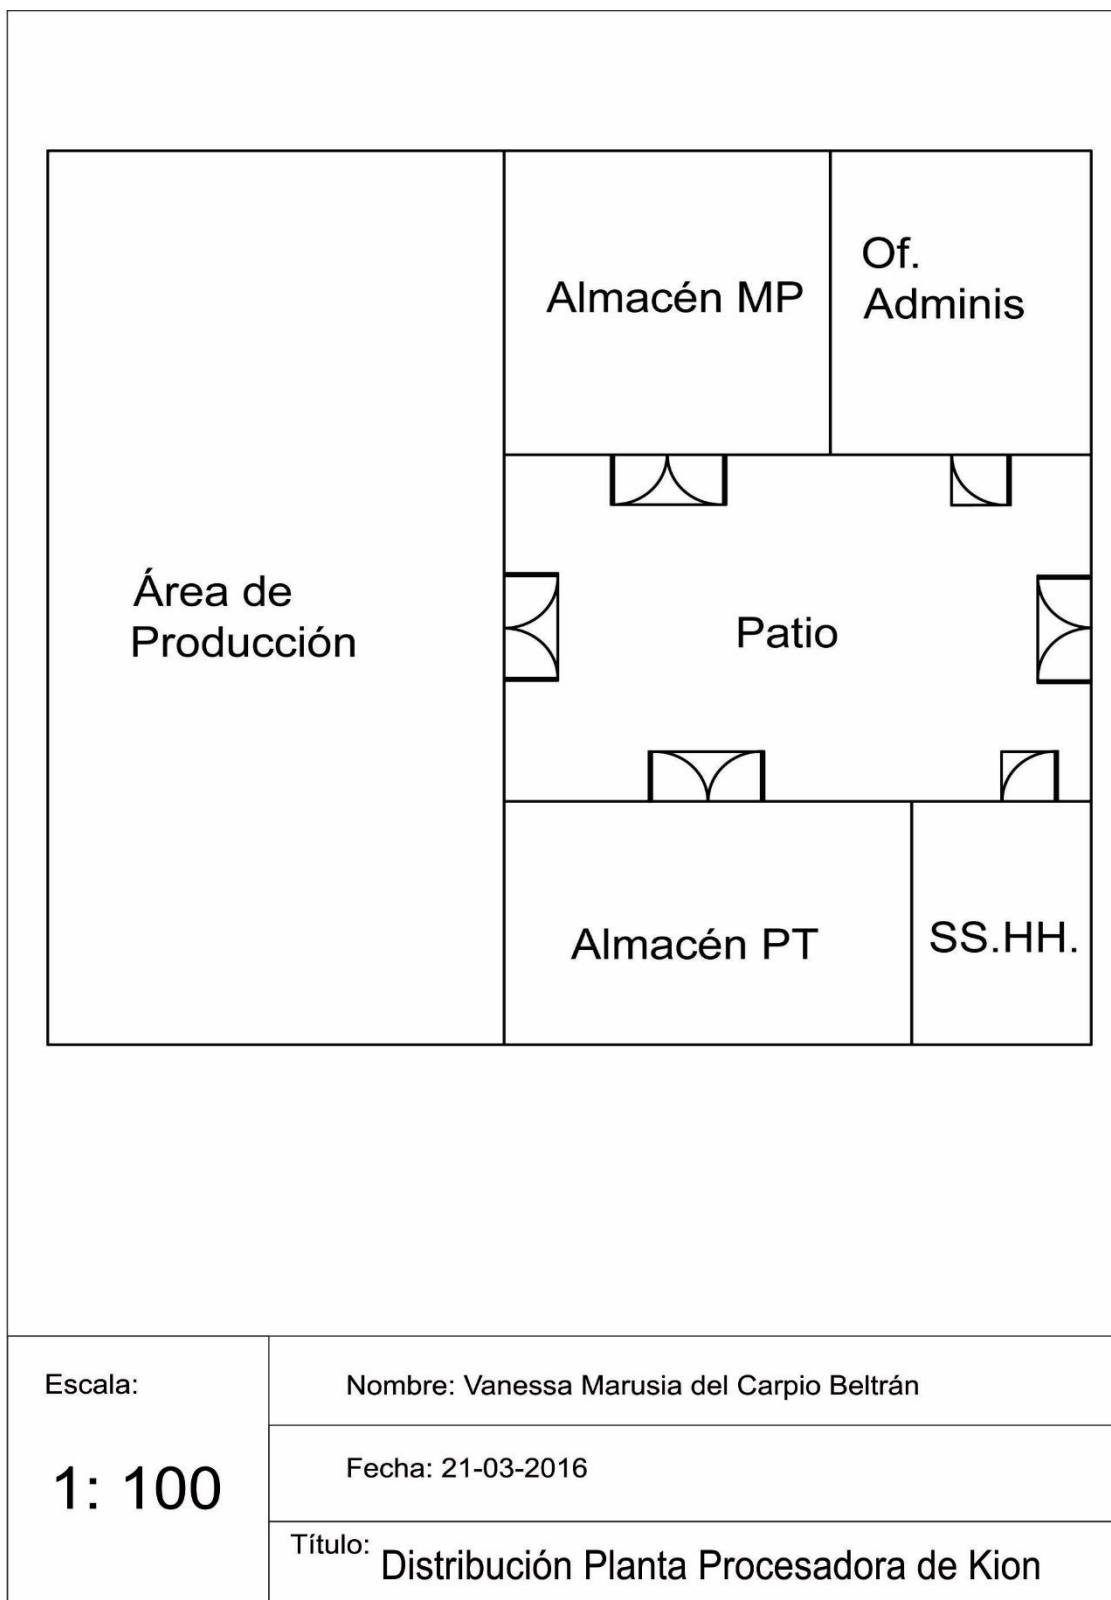 Almacén MP
Of.
Adminis
Área de
Producción
Patio
Almacén PT
SS.HH.
Escala:
1: 100
Nombre: Vanessa Marusia del Carpio Beltrán
Fecha: 21-03-2016
Título: Distribución Planta Procesadora de Kion